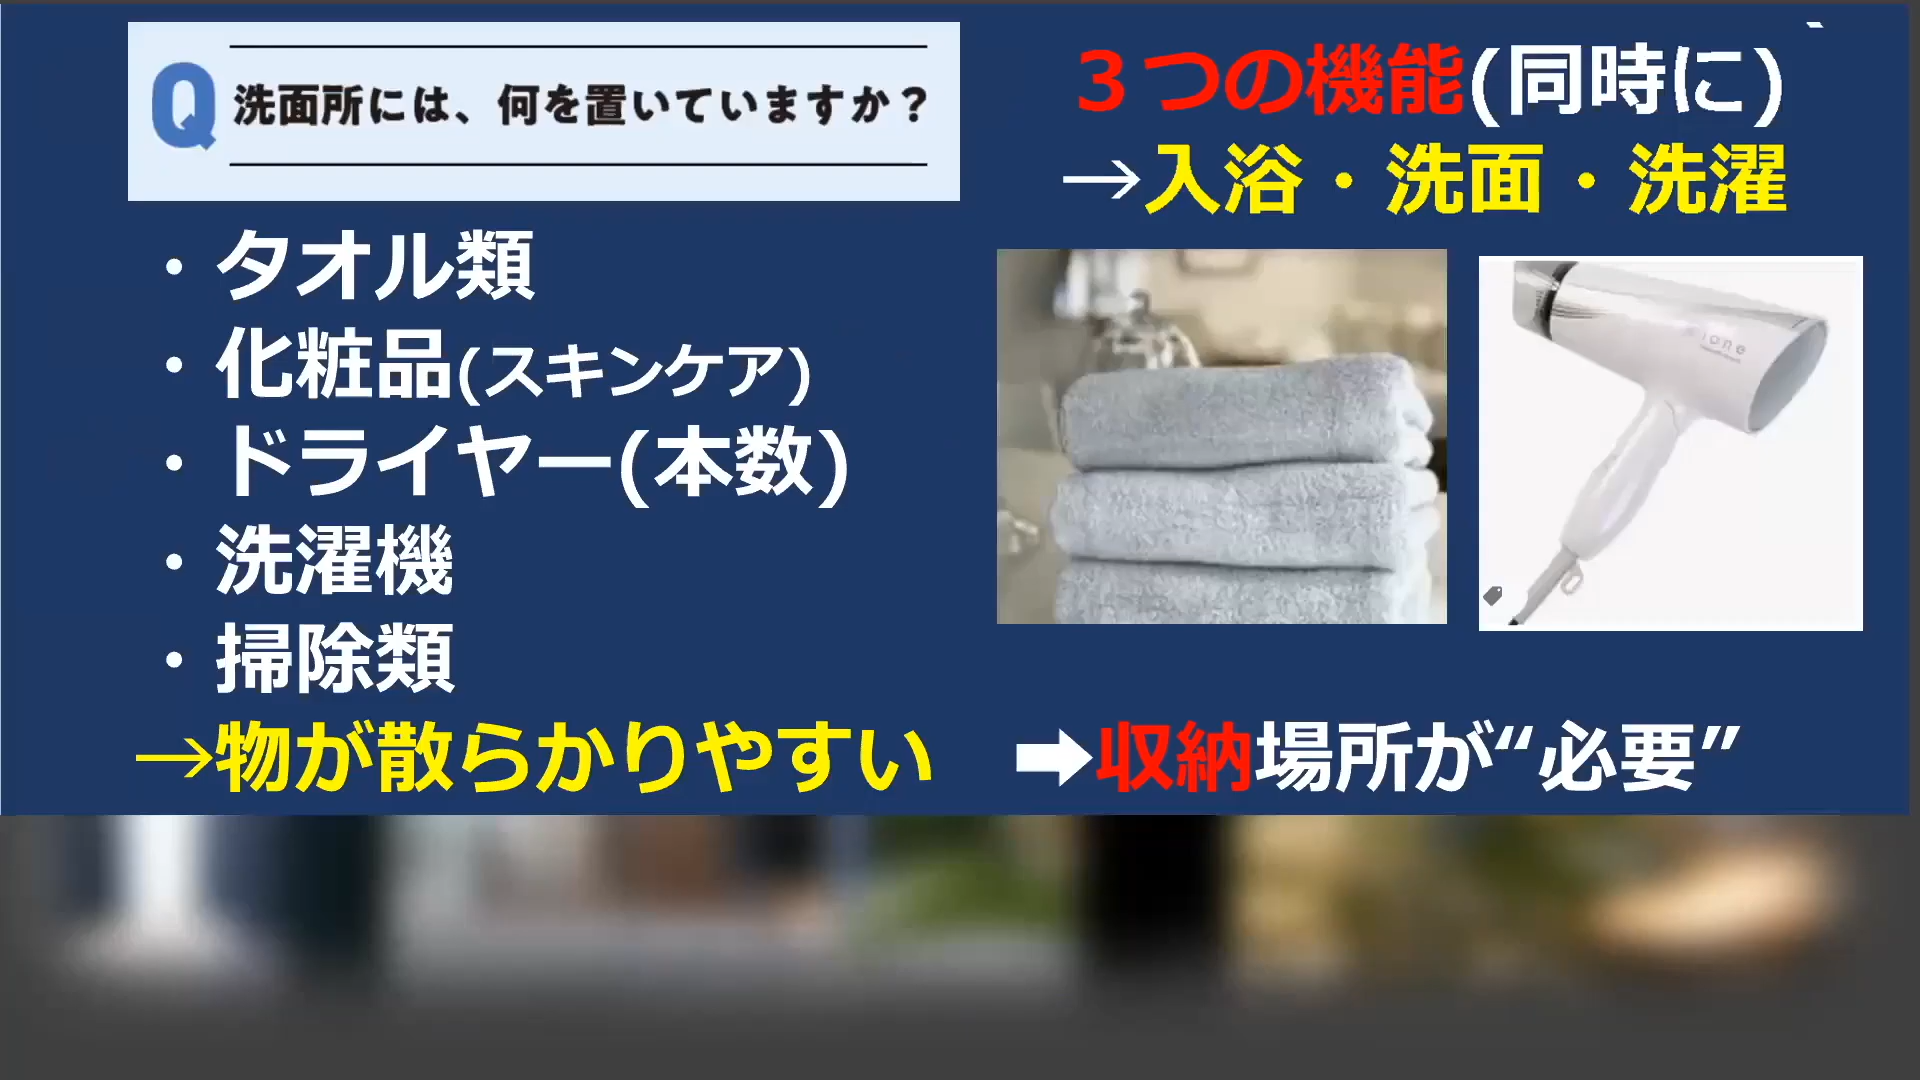 Q 洗面所には、何を置いていますか？
・タオル類
・化粧品(スキンケア)
・ドライヤー(本数)
・洗濯機
・掃除類
→物が散らかりやすい
３つの機能(同時に)
→入浴・洗面・洗濯
➡収納場所が“必要”